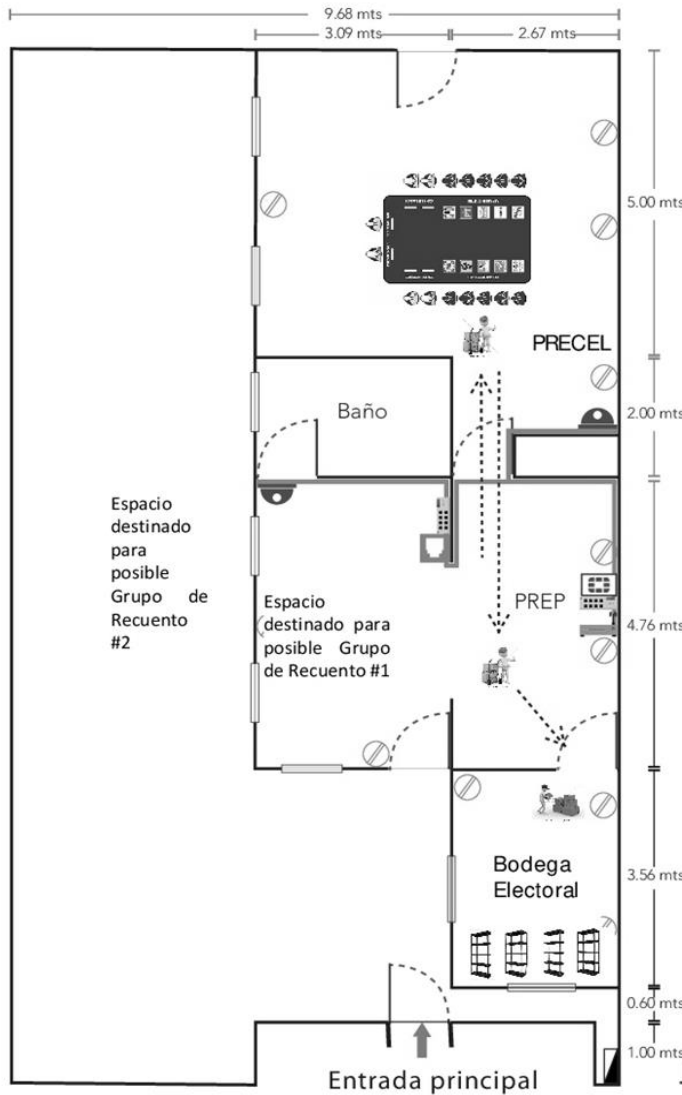 9.68 mts
3.09 mts
2.67 mts
5.00 mts
PRECEL
2.00 mts
Baño
Espacio
destinado
para
posible
Grupo de
Recuento
#2
Espacio
destinado para
posible Grupo
de Recuento #1
PREP
4.76 mts
Bodega
Electoral
3.56 mts
0.60 mts
1.00 mts
Entrada principal